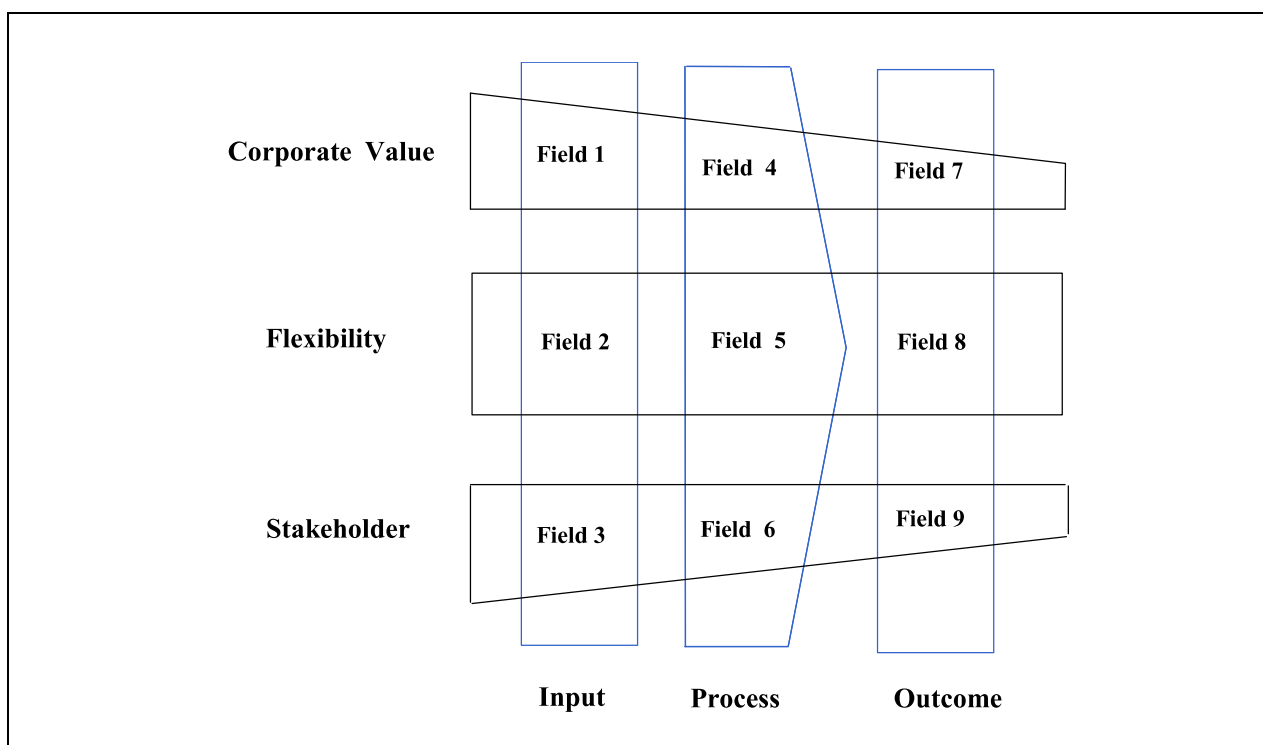 Corporate Value
Field 1
Field 4
Field 7
Flexibility
Field 2
Field 5
Field 8
Stakeholder
Field 3
Field 6
Field 9
Input
Process
Outcome